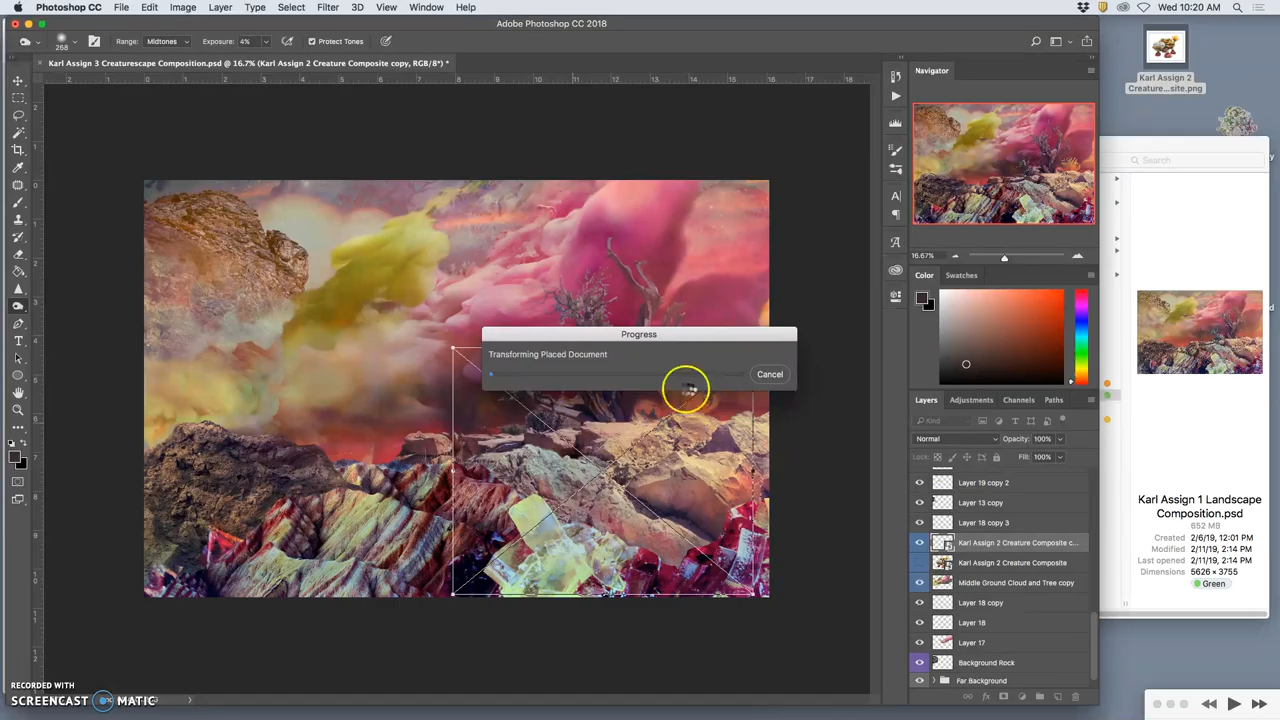 Photoshop CC File Edit Image Layer Type Select Filter 3D View Window Help
Wed 10:20 AM
Adobe Photoshop CC 2018
268 Range: Midtones Exposure: 4% Protect Tones
Karl Assign 3 Creaturescape Composition.psd @ 16.7% (Karl Assign 2 Creature Composite copy, RGB/8*) *
Karl Assign 2
Creature...site.png
Navigator
Search
16.67%
Color Swatches
Progress
Transforming Placed Document
Cancel
Layers Adjustments Channels Paths
Kind
Normal Opacity: 100%
Lock: Fill: 100%
Layer 19 copy 2
Layer 13 copy
Layer 18 copy 3
Karl Assign 2 Creature Composite c...
Karl Assign 2 Creature Composite
Middle Ground Cloud and Tree copy
Layer 18 copy
Layer 18
Layer 17
Background Rock
Far Background
Karl Assign 1 Landscape
Composition.psd
652 MB
Created 2/6/19, 12:01 PM
Modified 2/11/19, 2:14 PM
Last opened 2/11/19, 2:14 PM
Dimensions 5626 × 3755
Green
RECORDED WITH
SCREENCAST MATIC